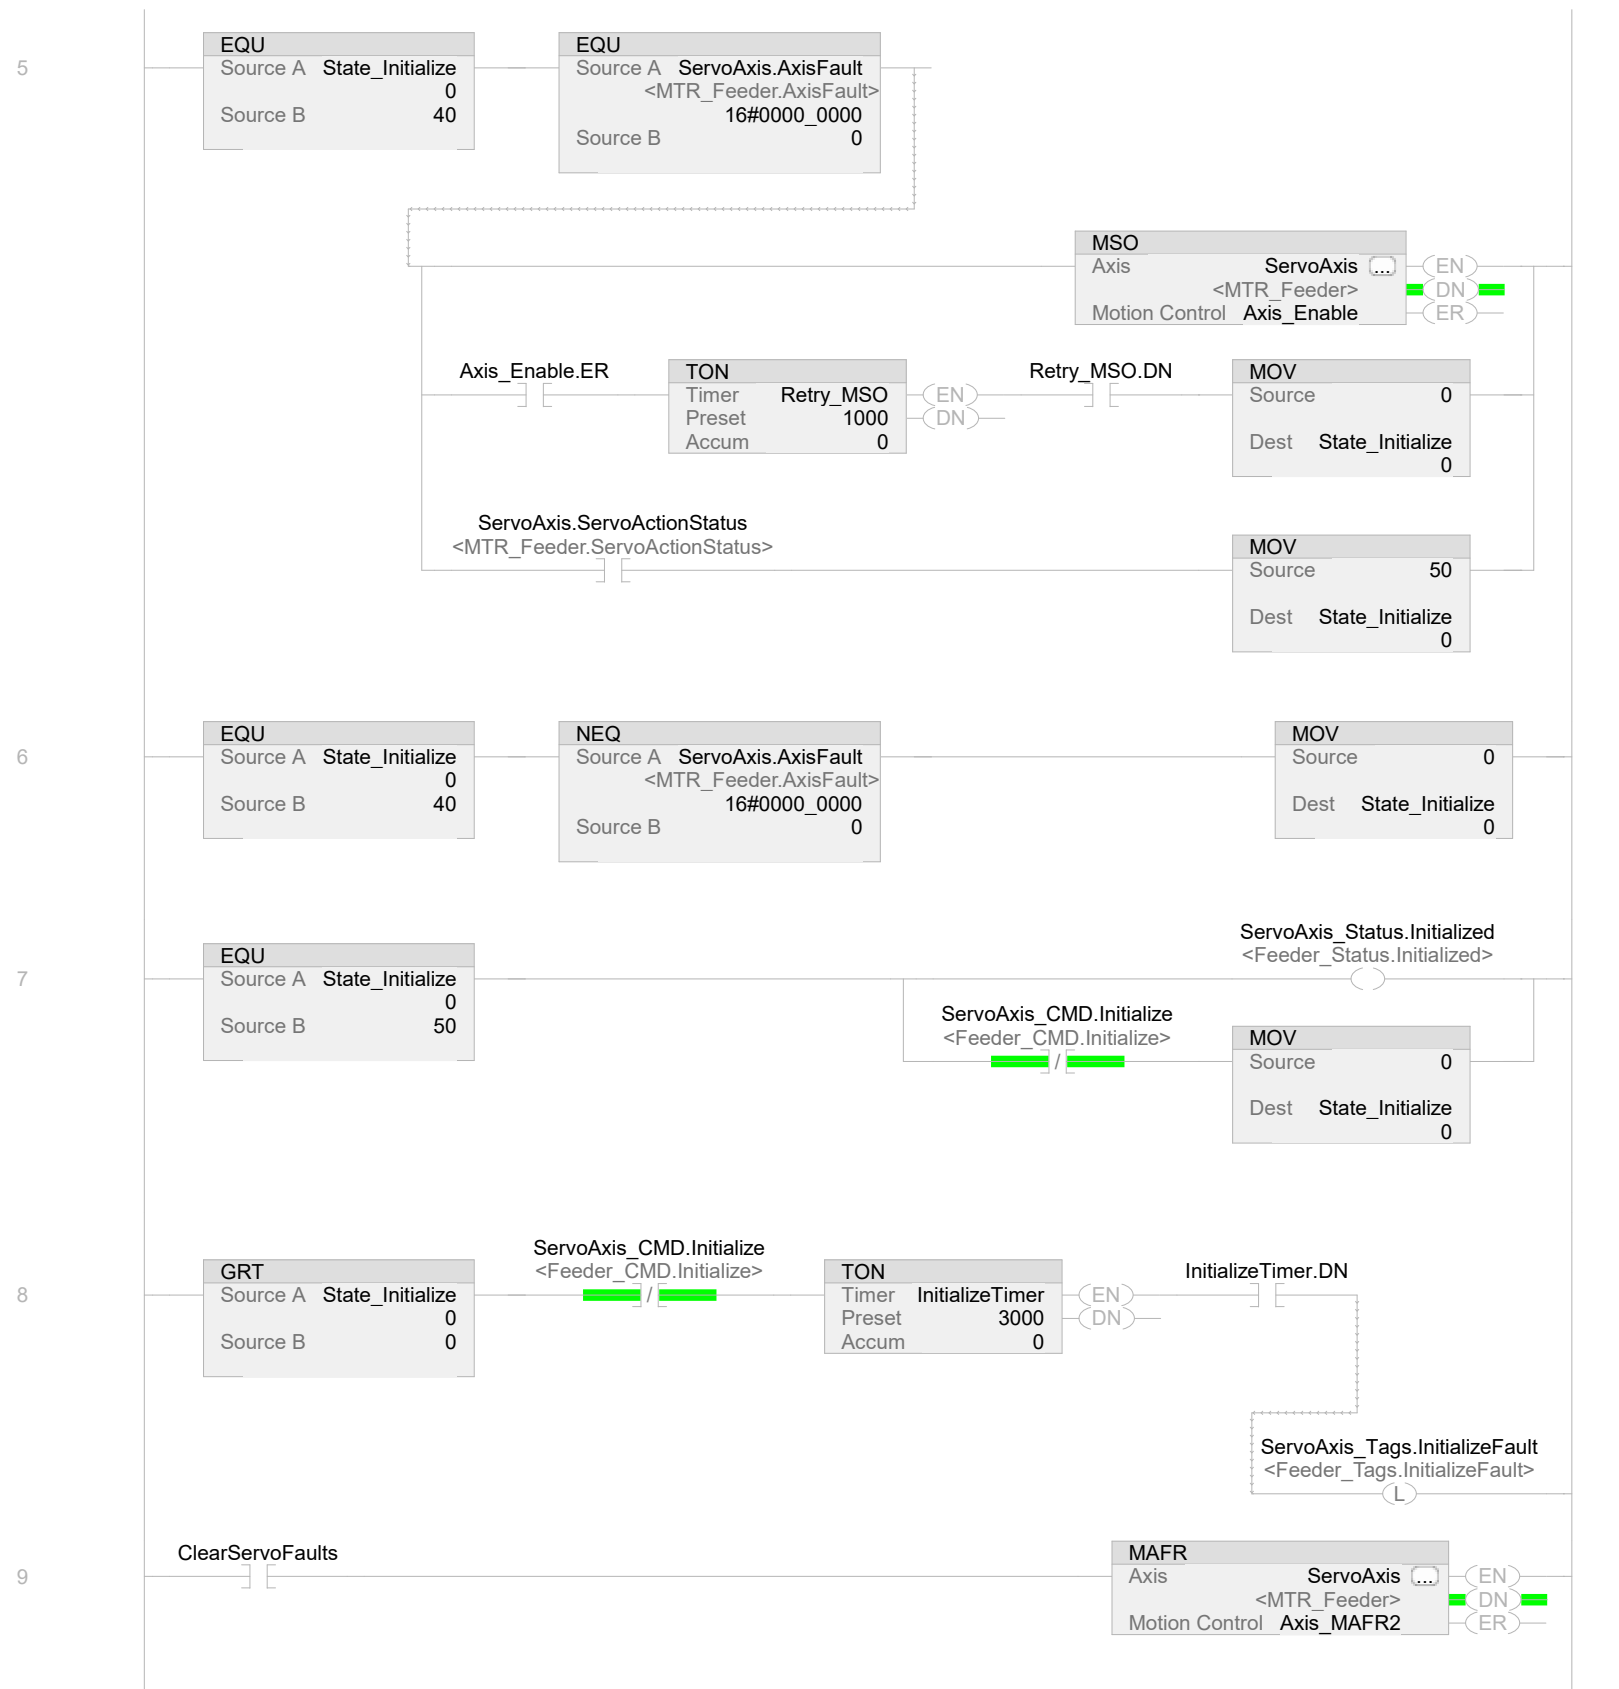 5
EQU
Source A State_Initialize
0
Source B 40
EQU
Source A ServoAxis.AxisFault
<MTR_Feeder.AxisFault>
16#0000_0000
Source B 0
MSO
Axis ServoAxis ...
<MTR_Feeder>
Motion Control Axis_Enable
EN
DN
ER
Axis_Enable.ER
TON
Timer Retry_MSO
Preset 1000
Accum 0
EN
DN
Retry_MSO.DN
MOV
Source 0
Dest State_Initialize
0
ServoAxis.ServoActionStatus
<MTR_Feeder.ServoActionStatus>
MOV
Source 50
Dest State_Initialize
0
6
EQU
Source A State_Initialize
0
Source B 40
NEQ
Source A ServoAxis.AxisFault
<MTR_Feeder.AxisFault>
16#0000_0000
Source B 0
MOV
Source 0
Dest State_Initialize
0
7
EQU
Source A State_Initialize
0
Source B 50
ServoAxis_Status.Initialized
<Feeder_Status.Initialized>
ServoAxis_CMD.Initialize
<Feeder_CMD.Initialize>
/
MOV
Source 0
Dest State_Initialize
0
8
GRT
Source A State_Initialize
0
Source B 0
ServoAxis_CMD.Initialize
<Feeder_CMD.Initialize>
/
TON
Timer InitializeTimer
Preset 3000
Accum 0
EN
DN
InitializeTimer.DN
ServoAxis_Tags.InitializeFault
<Feeder_Tags.InitializeFault>
L
9
ClearServoFaults
MAFR
Axis ServoAxis ...
<MTR_Feeder>
Motion Control Axis_MAFR2
EN
DN
ER